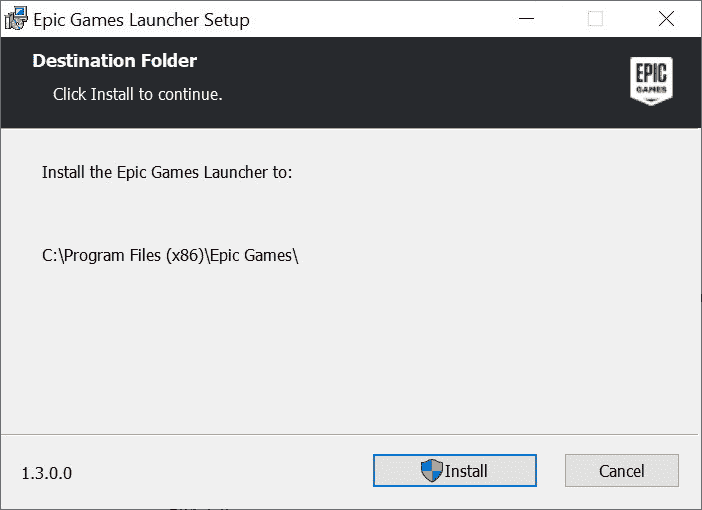 Epic Games Launcher Setup
Destination Folder
Click Install to continue.
EPIC
GAMES
Install the Epic Games Launcher to:
C:\Program Files (x86)\Epic Games\
1.3.0.0
Install
Cancel